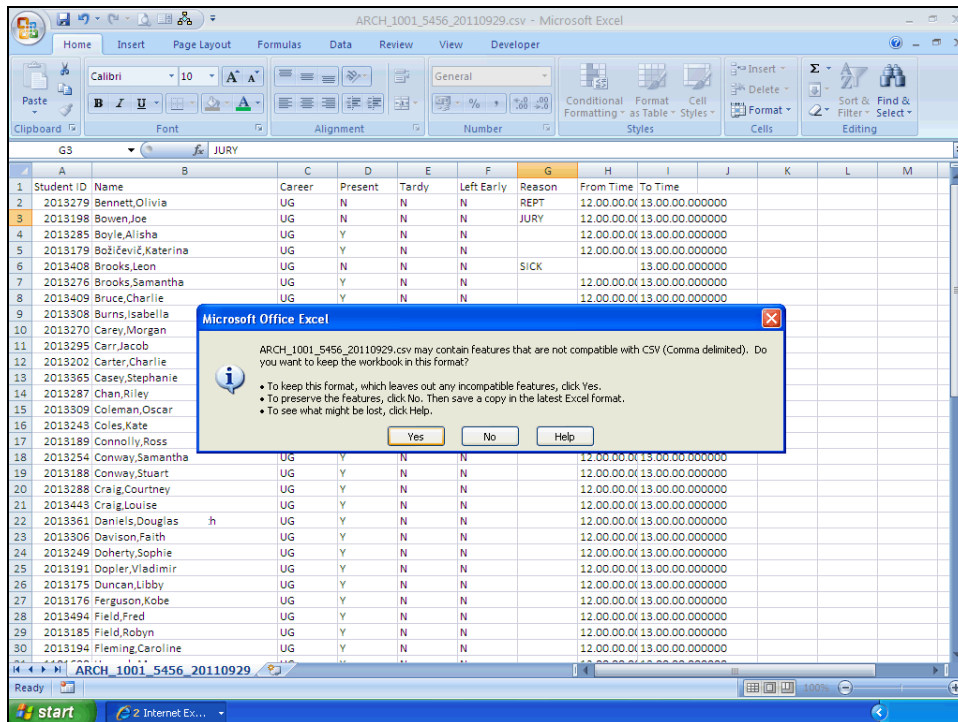 ARCH_1001_5456_20110929.csv - Microsoft Excel
Home Insert Page Layout Formulas Data Review View Developer
Calibri 10 General Insert Σ
Paste B I U A % Conditional Formatting Format as Table Cell Styles Delete Format Sort & Filter Find & Select
Clipboard Font Alignment Number Styles Cells Editing
G3 fx JURY
A B C D E F G H I J K L M
1 Student ID Name Career Present Tardy Left Early Reason From Time To Time
2 2013279 Bennett,Olivia UG N N N REPT 12.00.00.00 13.00.00.000000
3 2013198 Bowen,Joe UG N N N JURY 12.00.00.00 13.00.00.000000
4 2013285 Boyle,Alisha UG Y N N 12.00.00.00 13.00.00.000000
5 2013179 Božičevič,Katerina UG Y N N 12.00.00.00 13.00.00.000000
6 2013408 Brooks,Leon UG N N N SICK 13.00.00.000000
7 2013276 Brooks,Samantha UG Y N N 12.00.00.00 13.00.00.000000
8 2013409 Bruce,Charlie UG Y N N 12.00.00.00 13.00.00.000000
9 2013308 Burns,Isabella
10 2013270 Carey,Morgan
11 2013295 Carr,Jacob
12 2013202 Carter,Charlie
13 2013365 Casey,Stephanie
14 2013287 Chan,Riley
15 2013309 Coleman,Oscar
16 2013243 Coles,Kate
17 2013189 Connolly,Ross
Microsoft Office Excel
ARCH_1001_5456_20110929.csv may contain features that are not compatible with CSV (Comma delimited). Do
you want to keep the workbook in this format?
• To keep this format, which leaves out any incompatible features, click Yes.
• To preserve the features, click No. Then save a copy in the latest Excel format.
• To see what might be lost, click Help.
Yes No Help
18 2013254 Conway,Samantha UG Y N N 12.00.00.00 13.00.00.000000
19 2013188 Conway,Stuart UG Y N N 12.00.00.00 13.00.00.000000
20 2013288 Craig,Courtney UG Y N N 12.00.00.00 13.00.00.000000
21 2013443 Craig,Louise UG Y N N 12.00.00.00 13.00.00.000000
22 2013361 Daniels,Douglas :h UG Y N N 12.00.00.00 13.00.00.000000
23 2013306 Davison,Faith UG Y N N 12.00.00.00 13.00.00.000000
24 2013249 Doherty,Sophie UG Y N N 12.00.00.00 13.00.00.000000
25 2013191 Dopler,Vladimir UG Y N N 12.00.00.00 13.00.00.000000
26 2013175 Duncan,Libby UG Y N N 12.00.00.00 13.00.00.000000
27 2013176 Ferguson,Kobe UG Y N N 12.00.00.00 13.00.00.000000
28 2013494 Field,Fred UG Y N N 12.00.00.00 13.00.00.000000
29 2013185 Field,Robyn UG Y N N 12.00.00.00 13.00.00.000000
30 2013194 Fleming,Caroline UG Y N N 12.00.00.00 13.00.00.000000
ARCH_1001_5456_20110929
Ready 100%
start 2 Internet Ex...